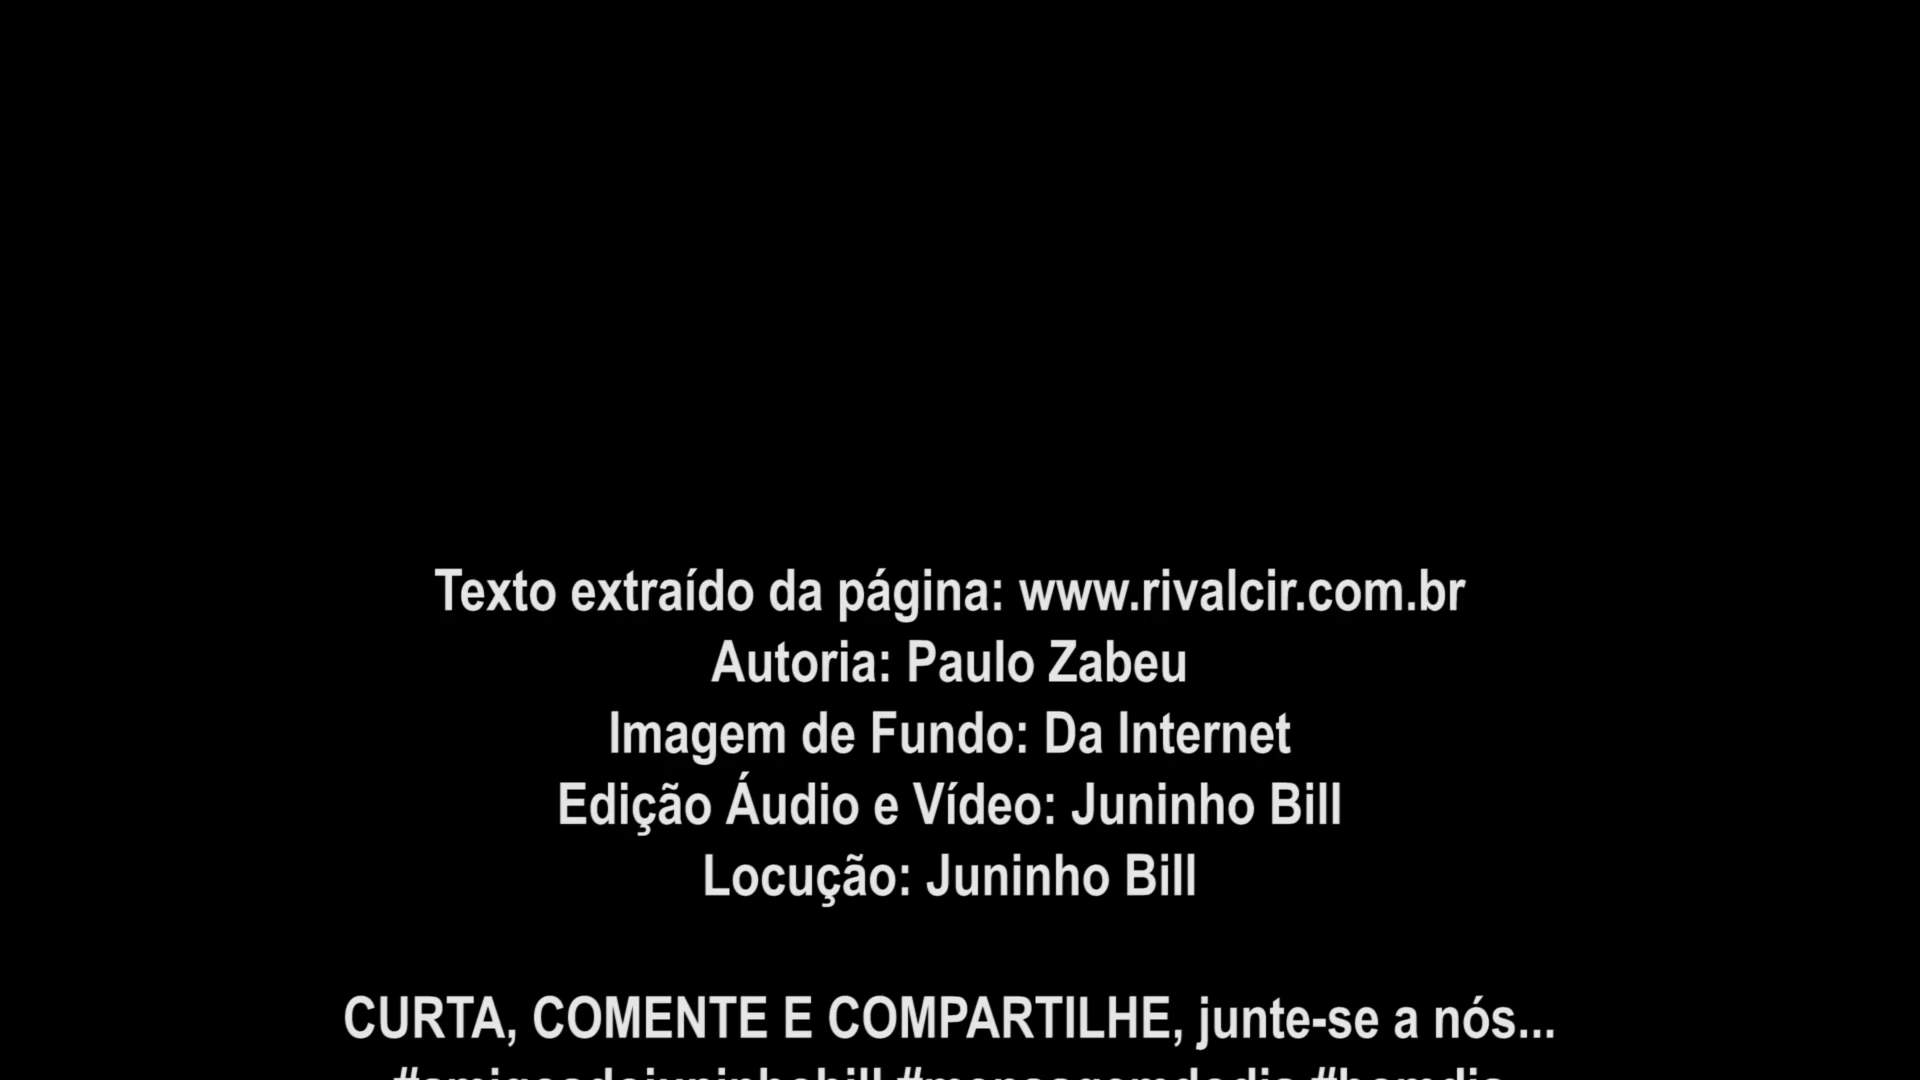 Texto extraído da página: www.rivalcir.com.br
Autoria: Paulo Zabeu
Imagem de Fundo: Da Internet
Edição Áudio e Vídeo: Juninho Bill
Locução: Juninho Bill
CURTA, COMENTE E COMPARTILHE, junte-se a nós...